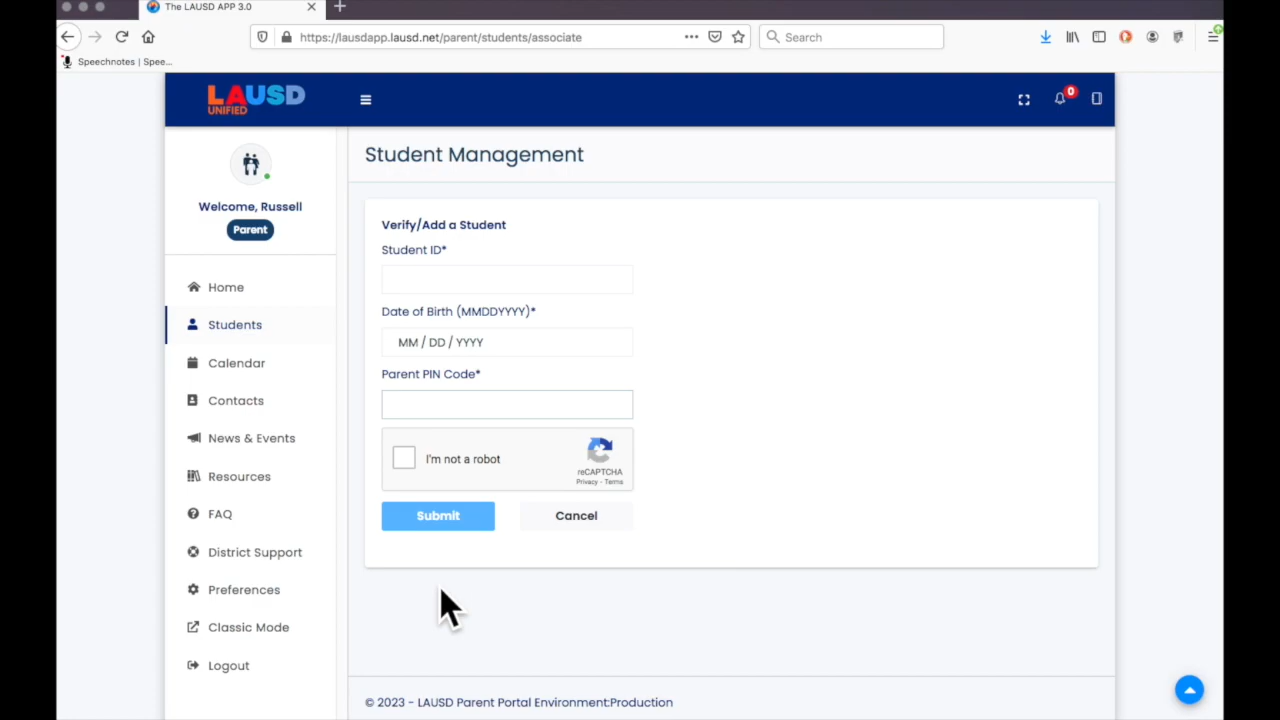 The LAUSD APP 3.0
https://lausdapp.lausd.net/parent/students/associate
Search
Speechnotes | Spee...
LAUSD
UNIFIED
0
Welcome, Russell
Parent
Home
Students
Calendar
Contacts
News & Events
Resources
FAQ
District Support
Preferences
Classic Mode
Logout
Student Management
Verify/Add a Student
Student ID*
Date of Birth (MMDDYYYY)*
MM / DD / YYYY
Parent PIN Code*
I'm not a robot
reCAPTCHA
Privacy - Terms
Submit
Cancel
© 2023 - LAUSD Parent Portal Environment:Production